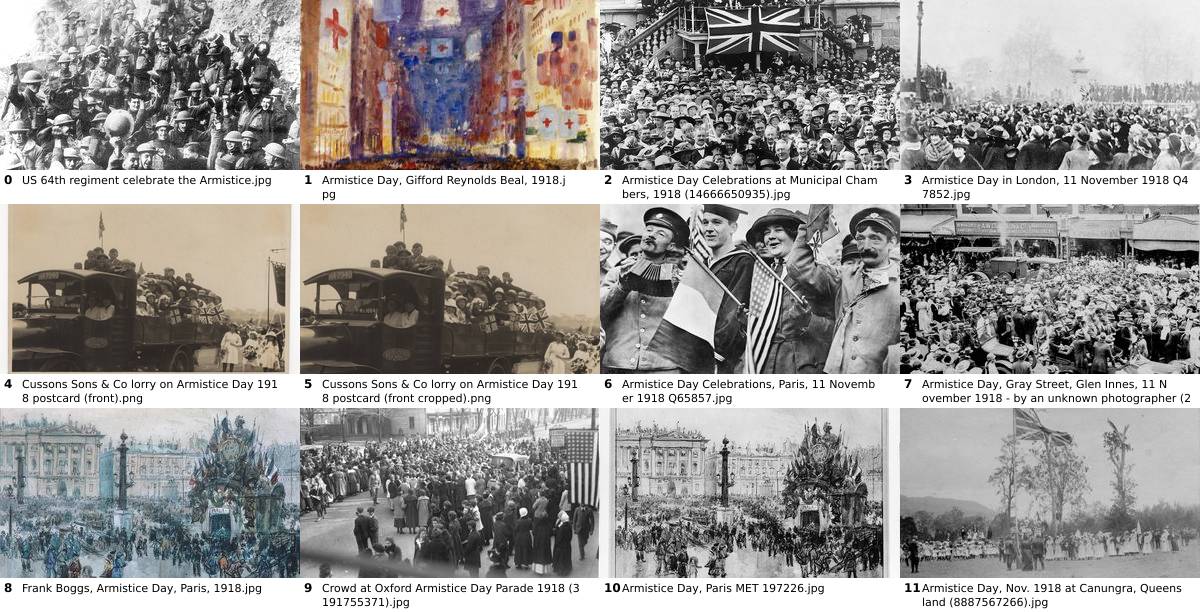 0 US 64th regiment celebrate the Armistice.jpg
1 Armistice Day, Gifford Reynolds Beal, 1918.j
pg
2 Armistice Day Celebrations at Municipal Cham
bers, 1918 (14666650935).jpg
3 Armistice Day in London, 11 November 1918 Q4
7852.jpg
4 Cussons Sons & Co lorry on Armistice Day 191
8 postcard (front).png
5 Cussons Sons & Co lorry on Armistice Day 191
8 postcard (front cropped).png
6 Armistice Day Celebrations, Paris, 11 Novemb
er 1918 Q65857.jpg
7 Armistice Day, Gray Street, Glen Innes, 11 N
ovember 1918 - by an unknown photographer (2
8 Frank Boggs, Armistice Day, Paris, 1918.jpg
9 Crowd at Oxford Armistice Day Parade 1918 (3
191755371).jpg
10 Armistice Day, Paris MET 197226.jpg
11 Armistice Day, Nov. 1918 at Canungra, Queens
land (8887567266).jpg